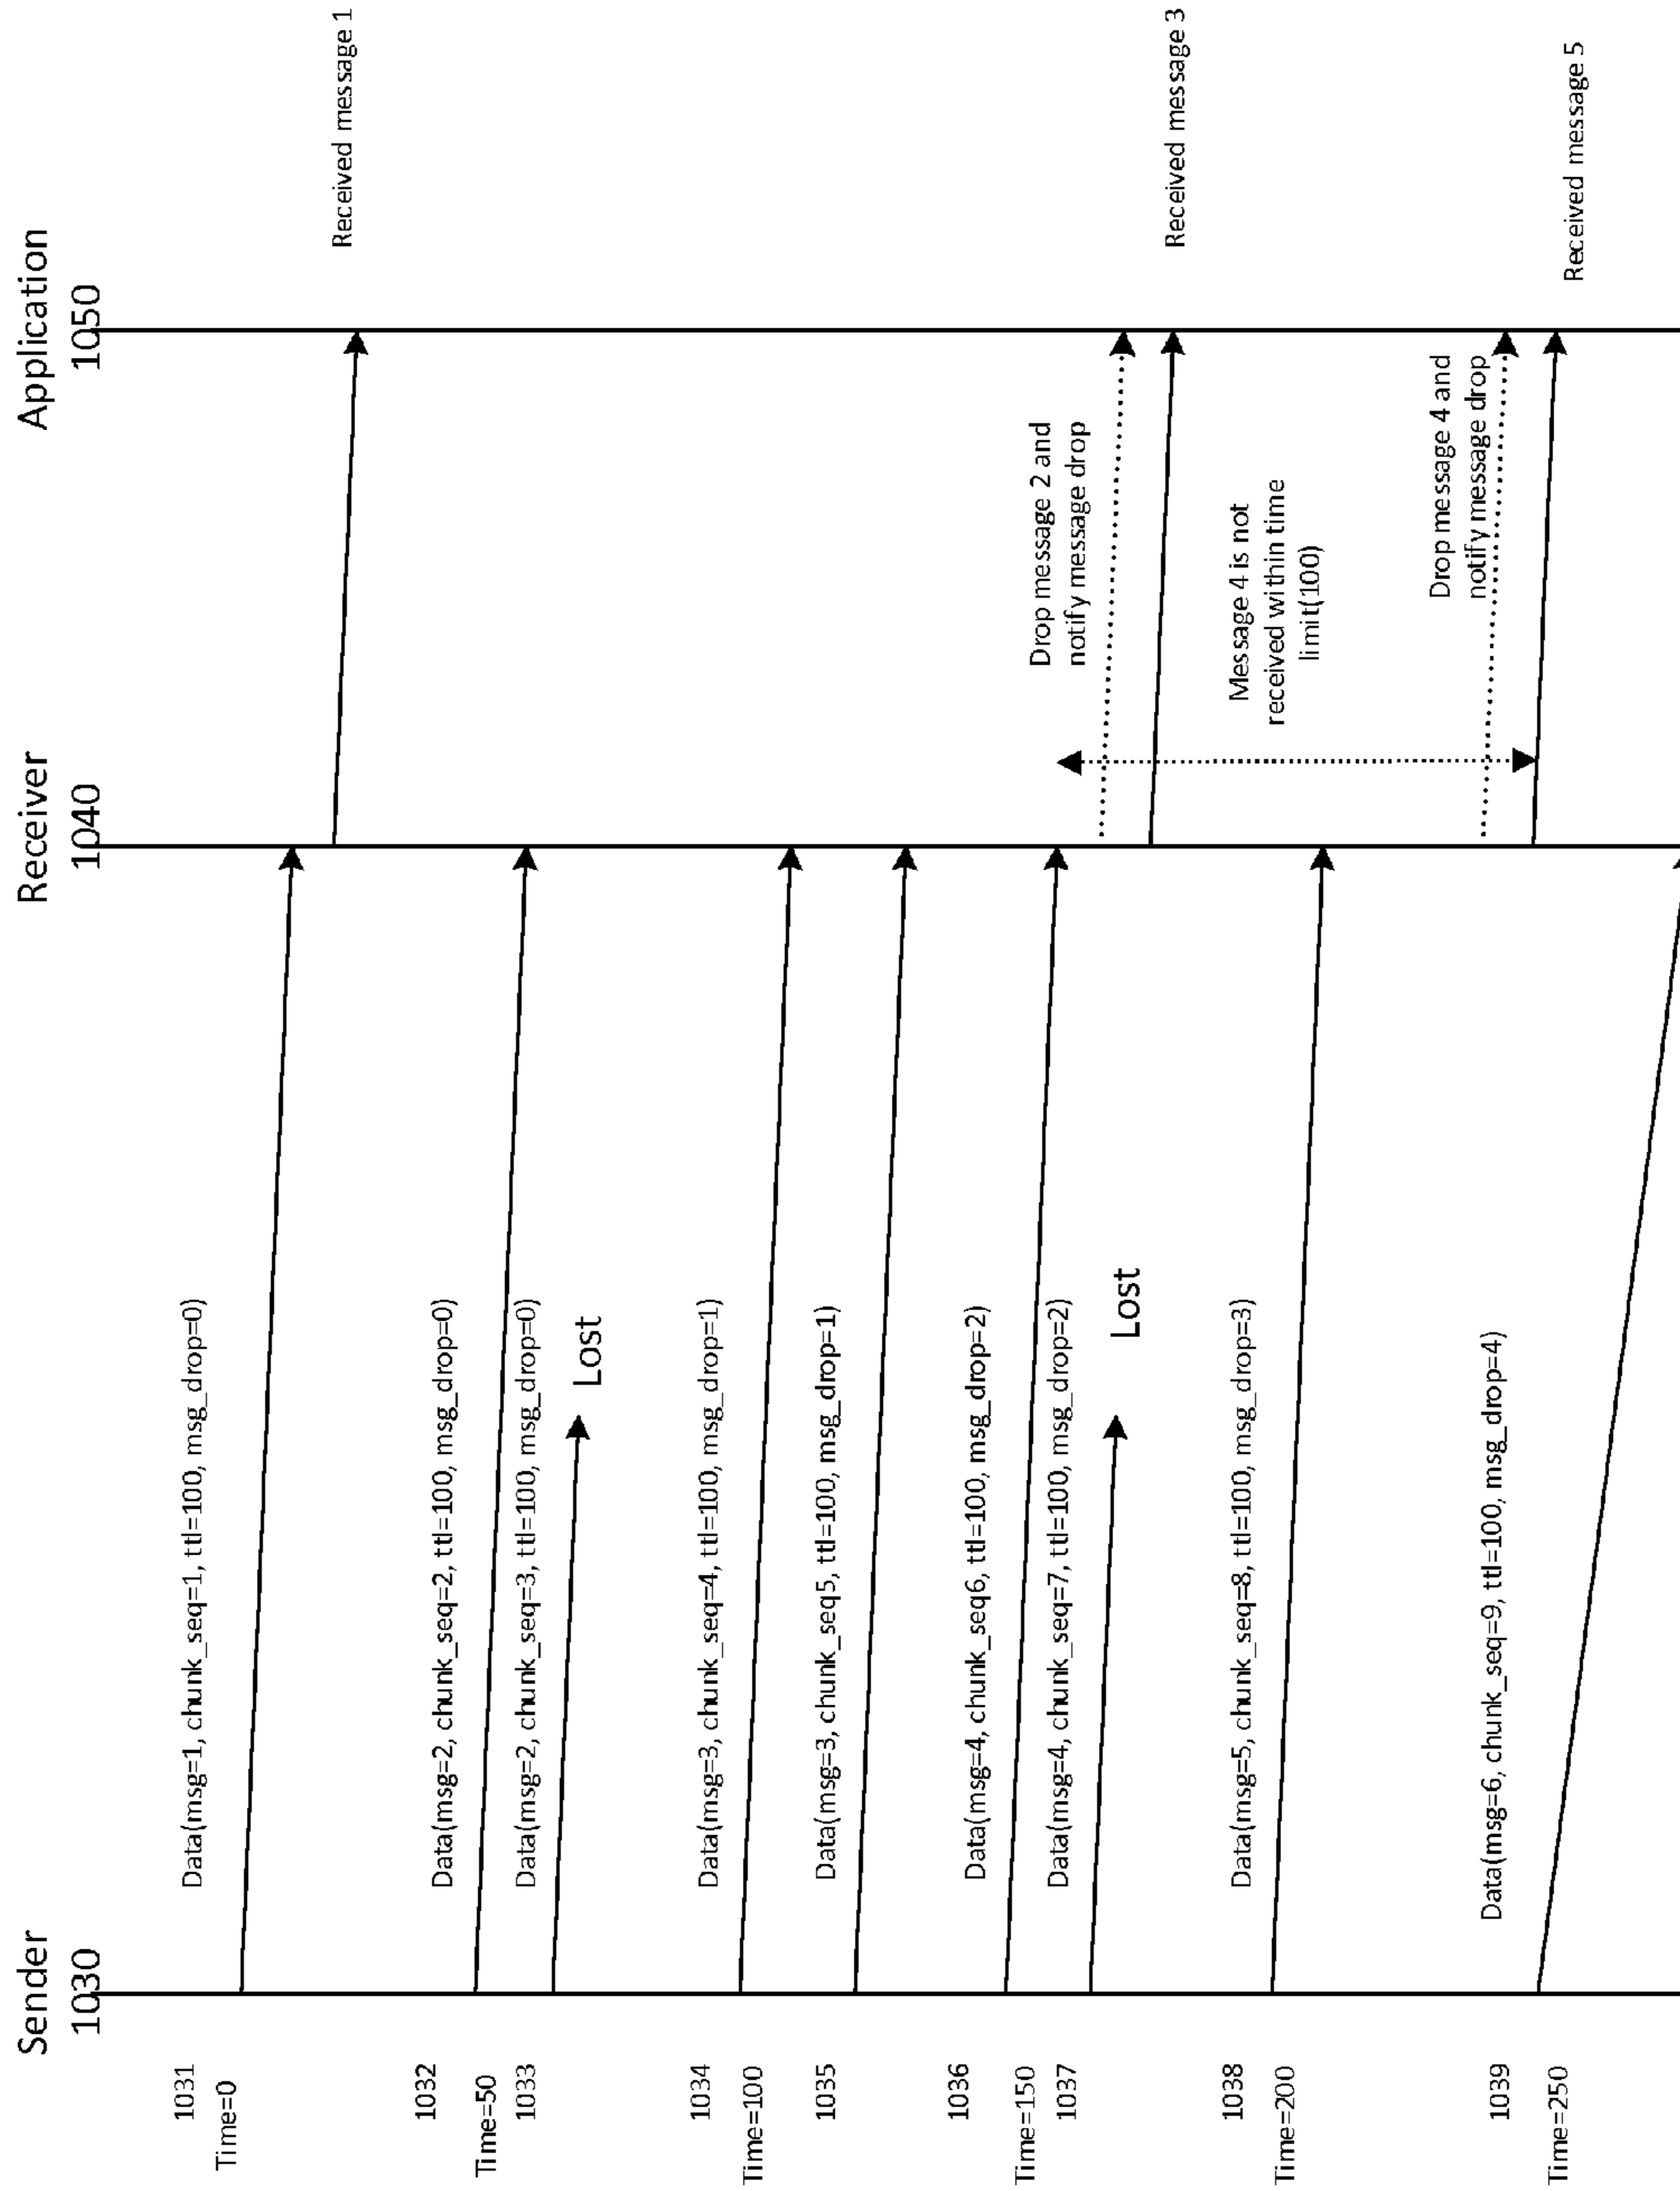 Sender
1030
Receiver
1040
Application
1050
1031
Time=0
Data(msg=1, chunk_seq=1, ttl=100, msg_drop=0)
Received message 1
1032
Time=50
Data(msg=2, chunk_seq=2, ttl=100, msg_drop=0)
1033
Data(msg=2, chunk_seq=3, ttl=100, msg_drop=0)
Lost
1034
Time=100
Data(msg=3, chunk_seq=4, ttl=100, msg_drop=1)
1035
Data(msg=3, chunk_seq5, ttl=100, msg_drop=1)
1036
Time=150
Data(msg=4, chunk_seq6, ttl=100, msg_drop=2)
1037
Data(msg=4, chunk_seq=7, ttl=100, msg_drop=2)
Lost
Drop message 2 and
notify message drop
Received message 3
1038
Time=200
Data(msg=5, chunk_seq=8, ttl=100, msg_drop=3)
Message 4 is not
received within time
limit(100)
Drop message 4 and
notify message drop
1039
Time=250
Data(msg=6, chunk_seq=9, ttl=100, msg_drop=4)
Received message 5